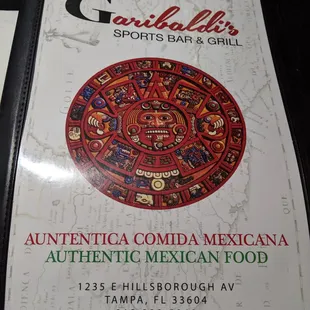 Garibaldi's
SPORTS BAR & GRILL
AUNTENTICA COMIDA MEXICANA
AUTHENTIC MEXICAN FOOD
1235 E HILLSBOROUGH AV
TAMPA, FL 33604